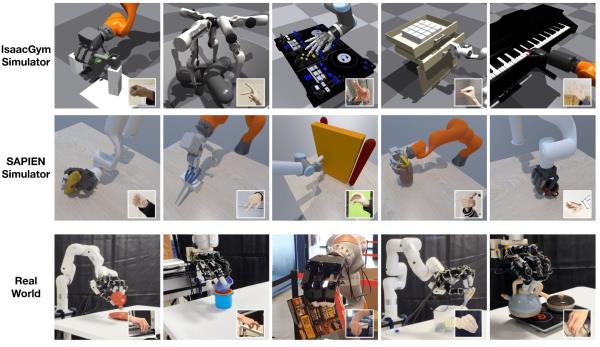 IsaacGym
Simulator
SAPIEN
Simulator
Real
World